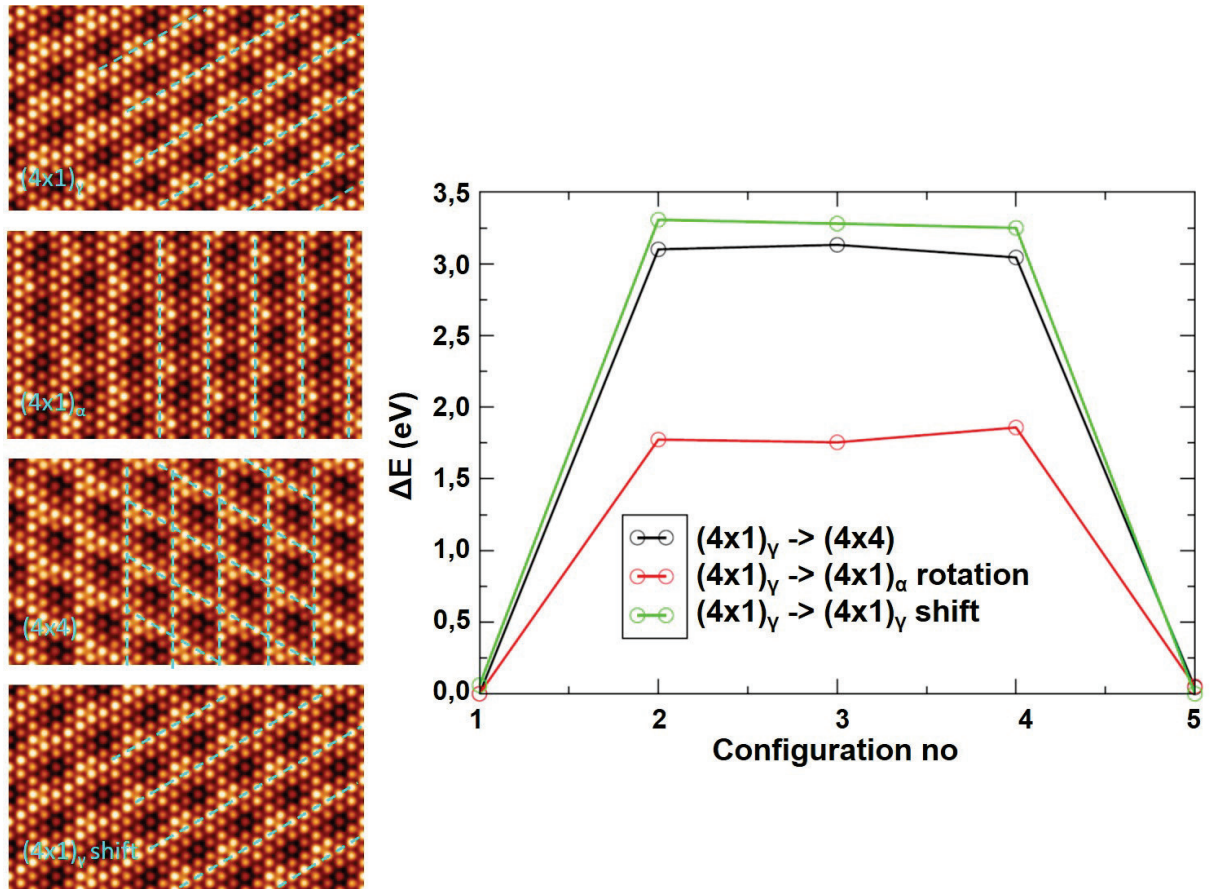 (4x1)γ
(4x1)α
(4x4)
(4x1)γ shift
3,5
3,0
2,5
2,0
1,5
1,0
0,5
0,0
ΔE (eV)
(4x1)γ -> (4x4)
(4x1)γ -> (4x1)α rotation
(4x1)γ -> (4x1)γ shift
1
2
3
4
5
Configuration no